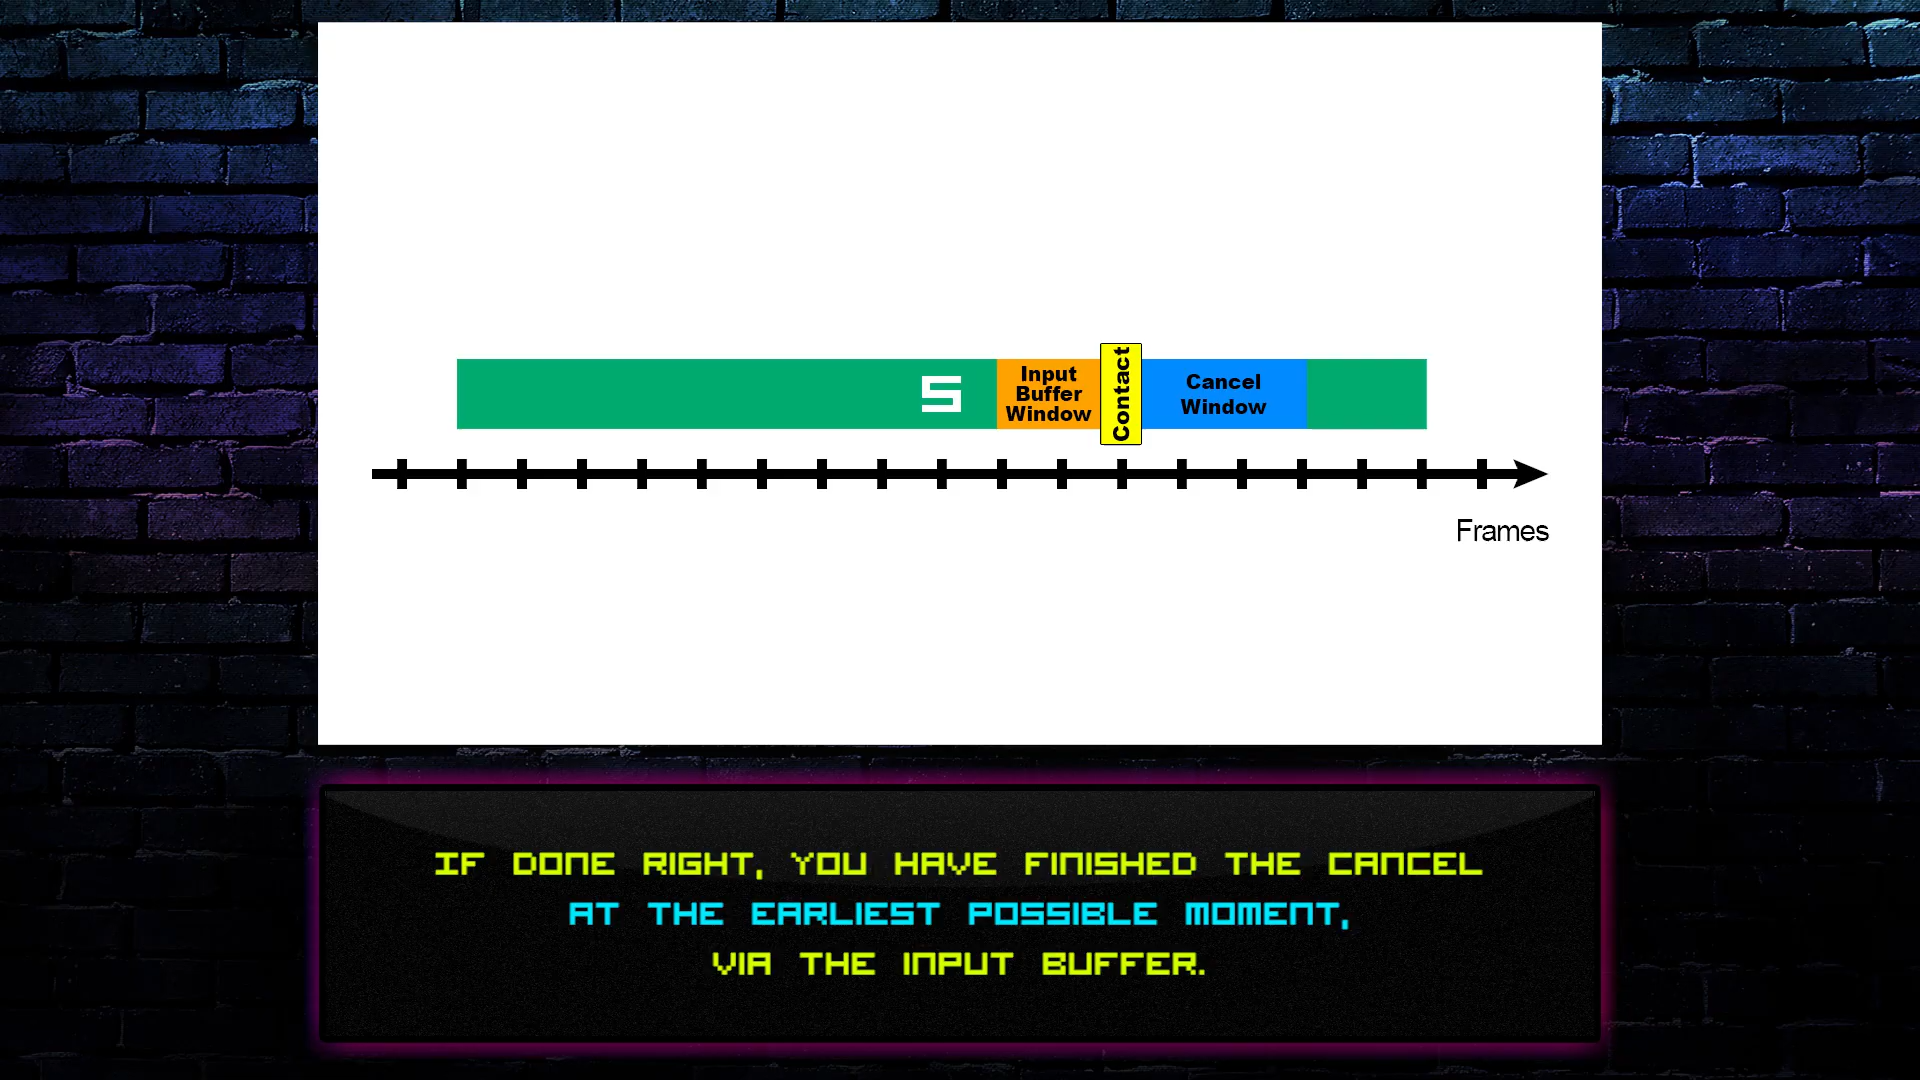 S
Input
Buffer
Window
Contact
Cancel
Window
Frames
IF DONE RIGHT, YOU HAVE FINISHED THE CANCEL
AT THE EARLIEST POSSIBLE MOMENT,
VIA THE INPUT BUFFER.